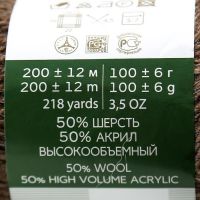 200 ± 12 м 100 ± 6 г
200 ± 12 m 100 ± 6 g
218 yards 3,5 OZ
50% ШЕРСТЬ
50% АКРИЛ
ВЫСОКООБЪЕМНЫЙ
50% WOOL
50% HIGH VOLUME ACRYLIC